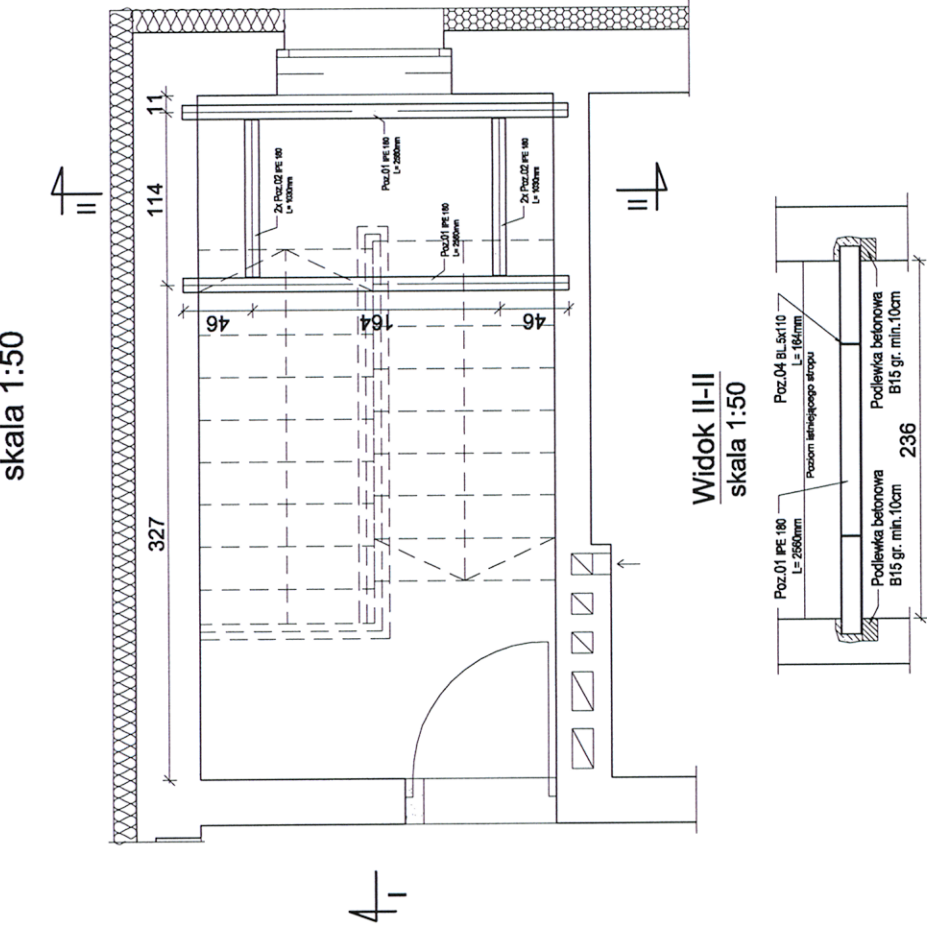 skala 1:50
11
114
327
II
II
2x Poz.02 IPE 180
L= 1030mm
Poz.01 IPE 180
L= 2560mm
Poz.01 IPE 180
L= 2560mm
2x Poz.02 IPE 180
L= 1030mm
46
164
46
I
Widok II-II
skala 1:50
Poz.01 IPE 180
L= 2560mm
Poz.04 BL.5x110
L= 164mm
Poziom istniejącego stropu
Podlewka betonowa
B15 gr. min.10cm
Podlewka betonowa
B15 gr. min.10cm
236